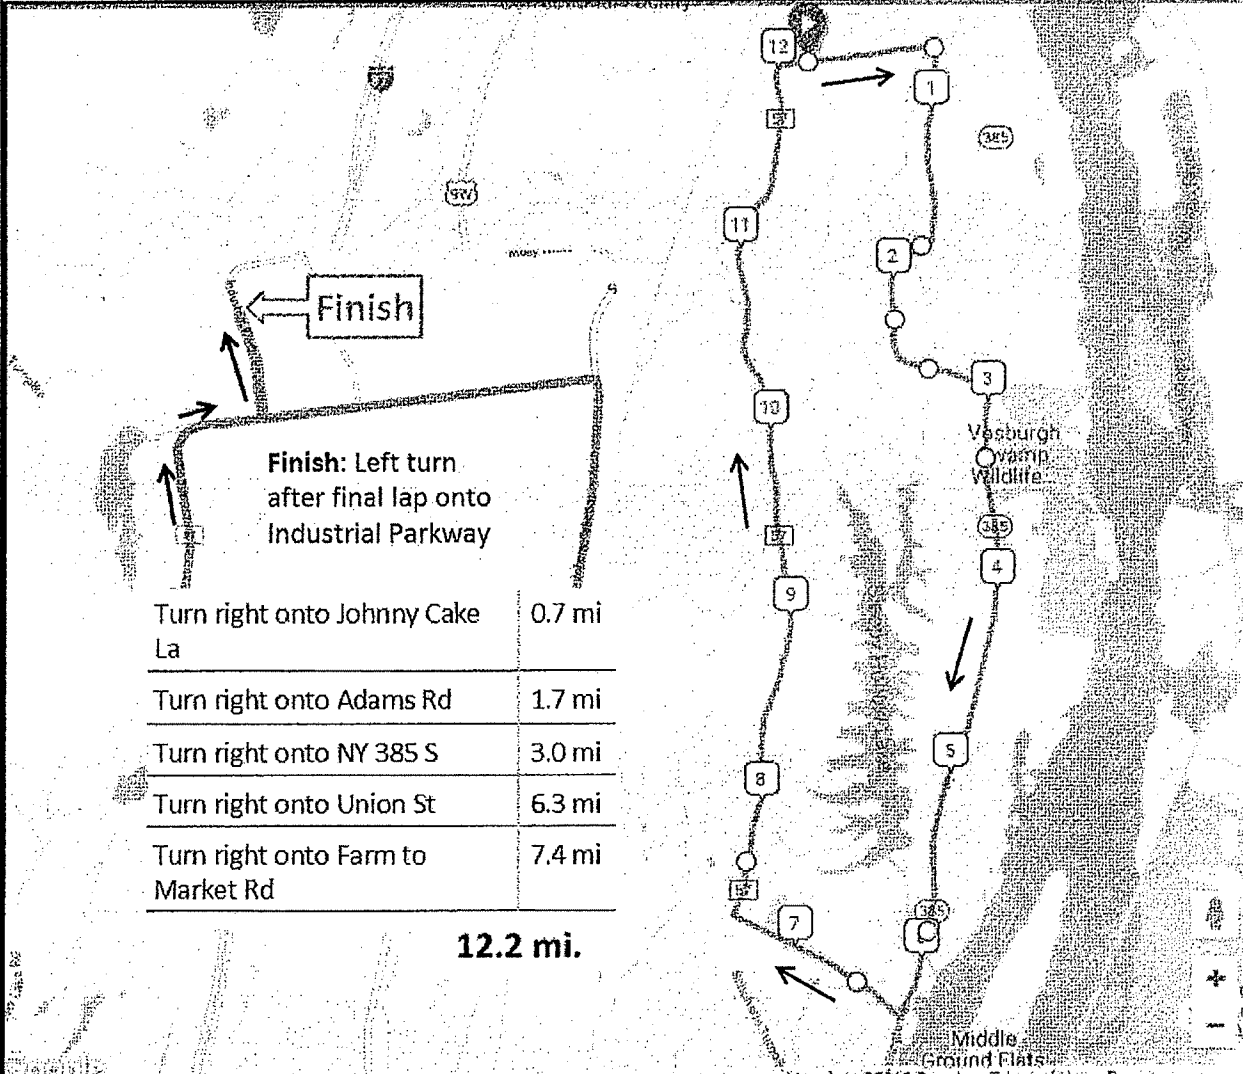 9W
Finish
Finish: Left turn
after final lap onto
Industrial Parkway
Turn right onto Johnny Cake
La
0.7 mi
Turn right onto Adams Rd
1.7 mi
Turn right onto NY 385 S
3.0 mi
Turn right onto Union St
6.3 mi
Turn right onto Farm to
Market Rd
7.4 mi
12.2 mi.
12
1
385
11
2
3
10
Vosburgh
Swamp
Wildlife...
385
57
4
9
5
8
385
57
7
+
−
Middle
Ground Flats